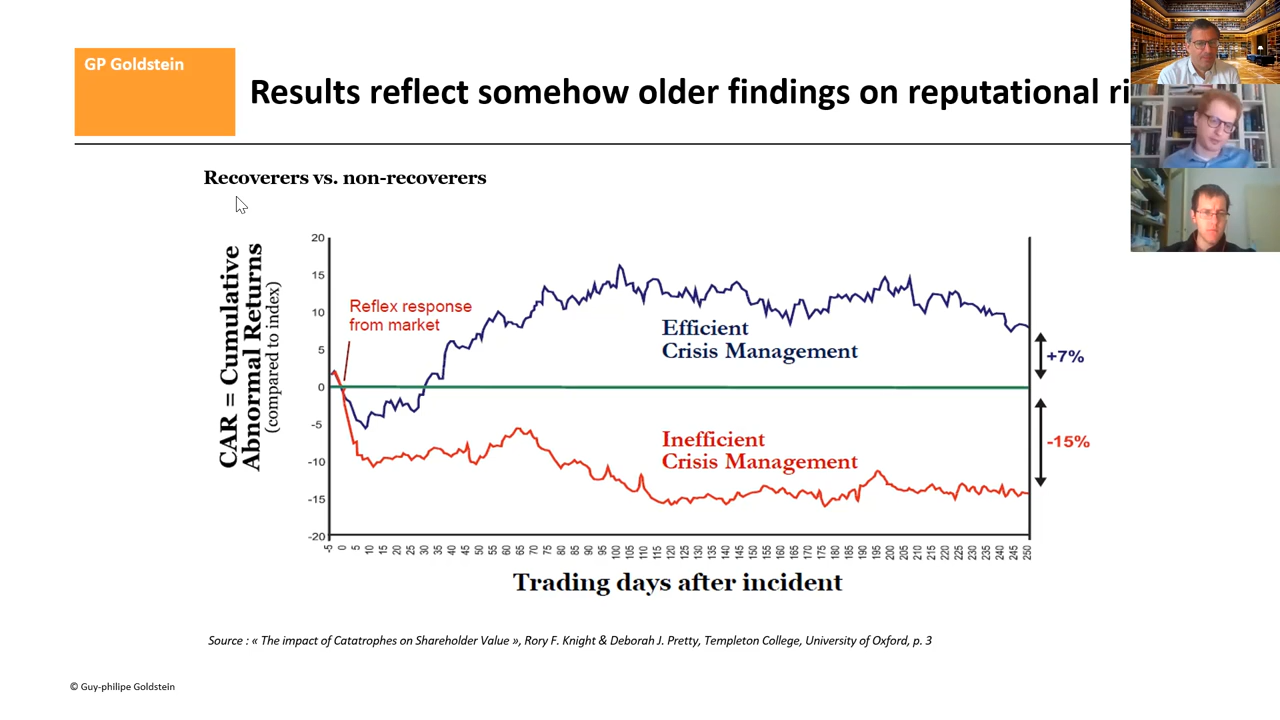 GP Goldstein
Results reflect somehow older findings on reputational ri
Recoverers vs. non-recoverers
CAR = Cumulative
Abnormal Returns
(compared to index)
20
15
10
5
0
-5
-10
-15
-20
Reflex response
from market
Efficient
Crisis Management
+7%
Inefficient
Crisis Management
-15%
-5 0 5 10 15 20 25 30 35 40 45 50 55 60 65 70 75 80 85 90 95 100 105 110 115 120 125 130 135 140 145 150 155 160 165 170 175 180 185 190 195 200 205 210 215 220 225 230 235 240 245 250
Trading days after incident
Source : « The impact of Catatrophes on Shareholder Value », Rory F. Knight & Deborah J. Pretty, Templeton College, University of Oxford, p. 3
© Guy-philipe Goldstein